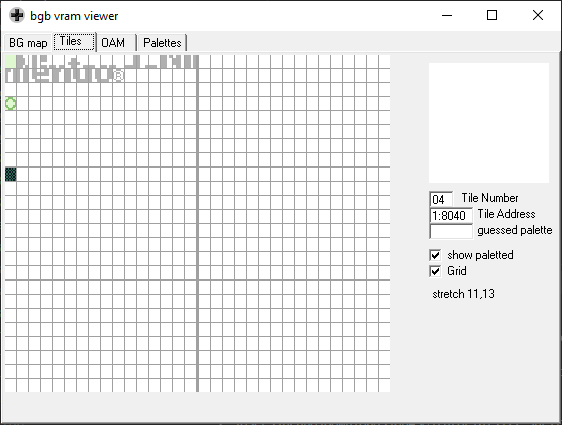 bgb vram viewer
BG map Tiles OAM Palettes
®
04 Tile Number
1:8040 Tile Address
guessed palette
show paletted
Grid
stretch 11,13